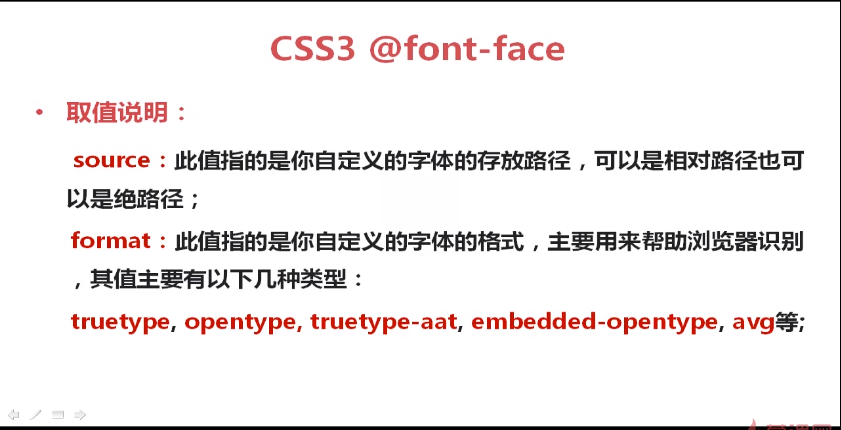 CSS3 @font-face
• 取值说明：
source：此值指的是你自定义的字体的存放路径，可以是相对路径也可
以是绝路径；
format：此值指的是你自定义的字体的格式，主要用来帮助浏览器识别
，其值主要有以下几种类型：
truetype, opentype, truetype-aat, embedded-opentype, avg等;